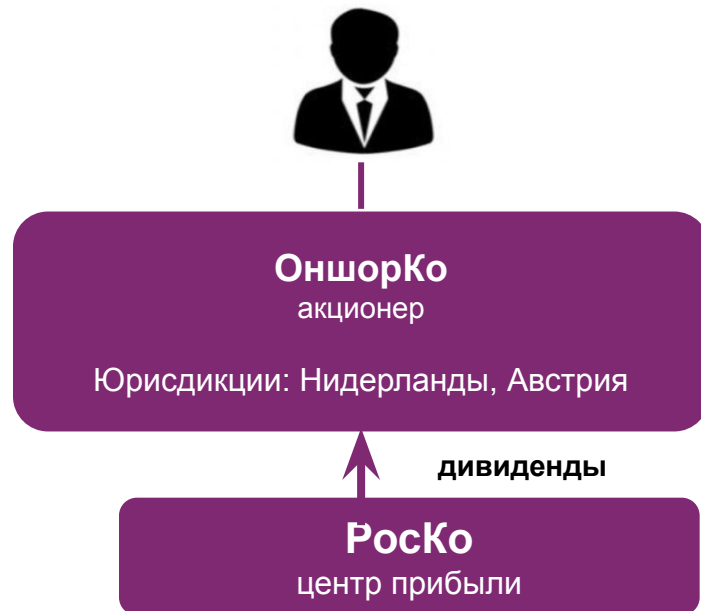 ОншорКо
акционер
Юрисдикции: Нидерланды, Австрия
дивиденды
РосКо
центр прибыли